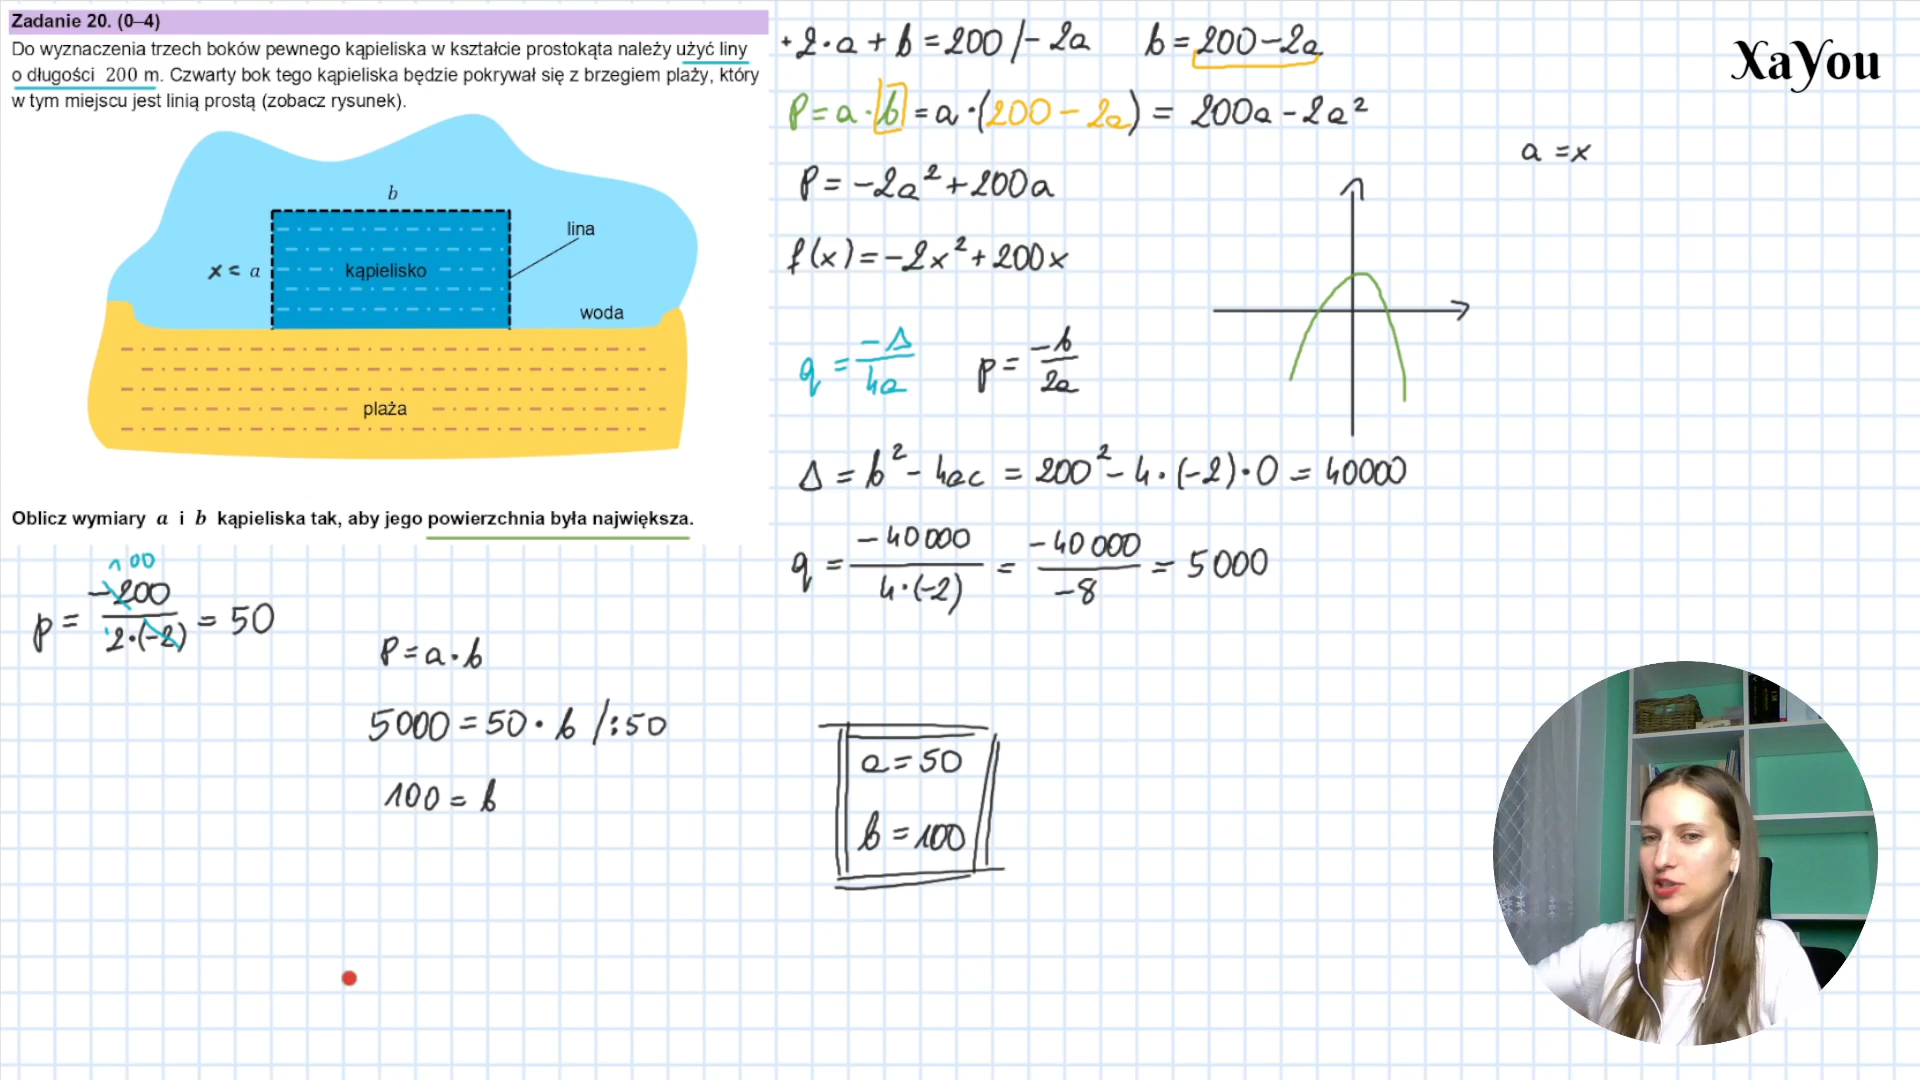 Zadanie 20. (0–4)
Do wyznaczenia trzech boków pewnego kąpieliska w kształcie prostokąta należy użyć liny
o długości 200 m. Czwarty bok tego kąpieliska będzie pokrywał się z brzegiem plaży, który
w tym miejscu jest linią prostą (zobacz rysunek).
b
lina
x = a
kąpielisko
woda
plaża
Oblicz wymiary a i b kąpieliska tak, aby jego powierzchnia była największa.
100
p = -200 / 2·(-2) = 50
P = a·b
5000 = 50·b /:50
100 = b
+2·a + b = 200 /-2a b = 200-2a
P = a·b = a·(200-2a) = 200a-2a²
a = x
P = -2a²+200a
f(x) = -2x²+200x
q = -Δ / 4a p = -b / 2a
Δ = b²-4ac = 200²-4·(-2)·0 = 40000
q = -40000 / 4·(-2) = -40000 / -8 = 5000
a = 50
b = 100
XaYou